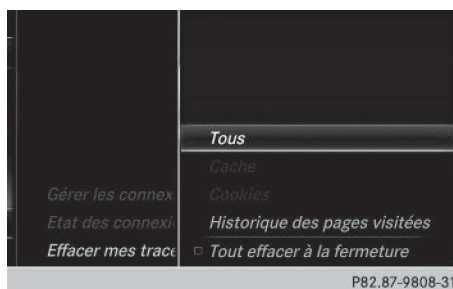 Tous
Cache
Gérer les connex
Cookies
Etat des connexi
Historique des pages visitées
Effacer mes trace
Tout effacer à la fermeture
P82.87-9808-31